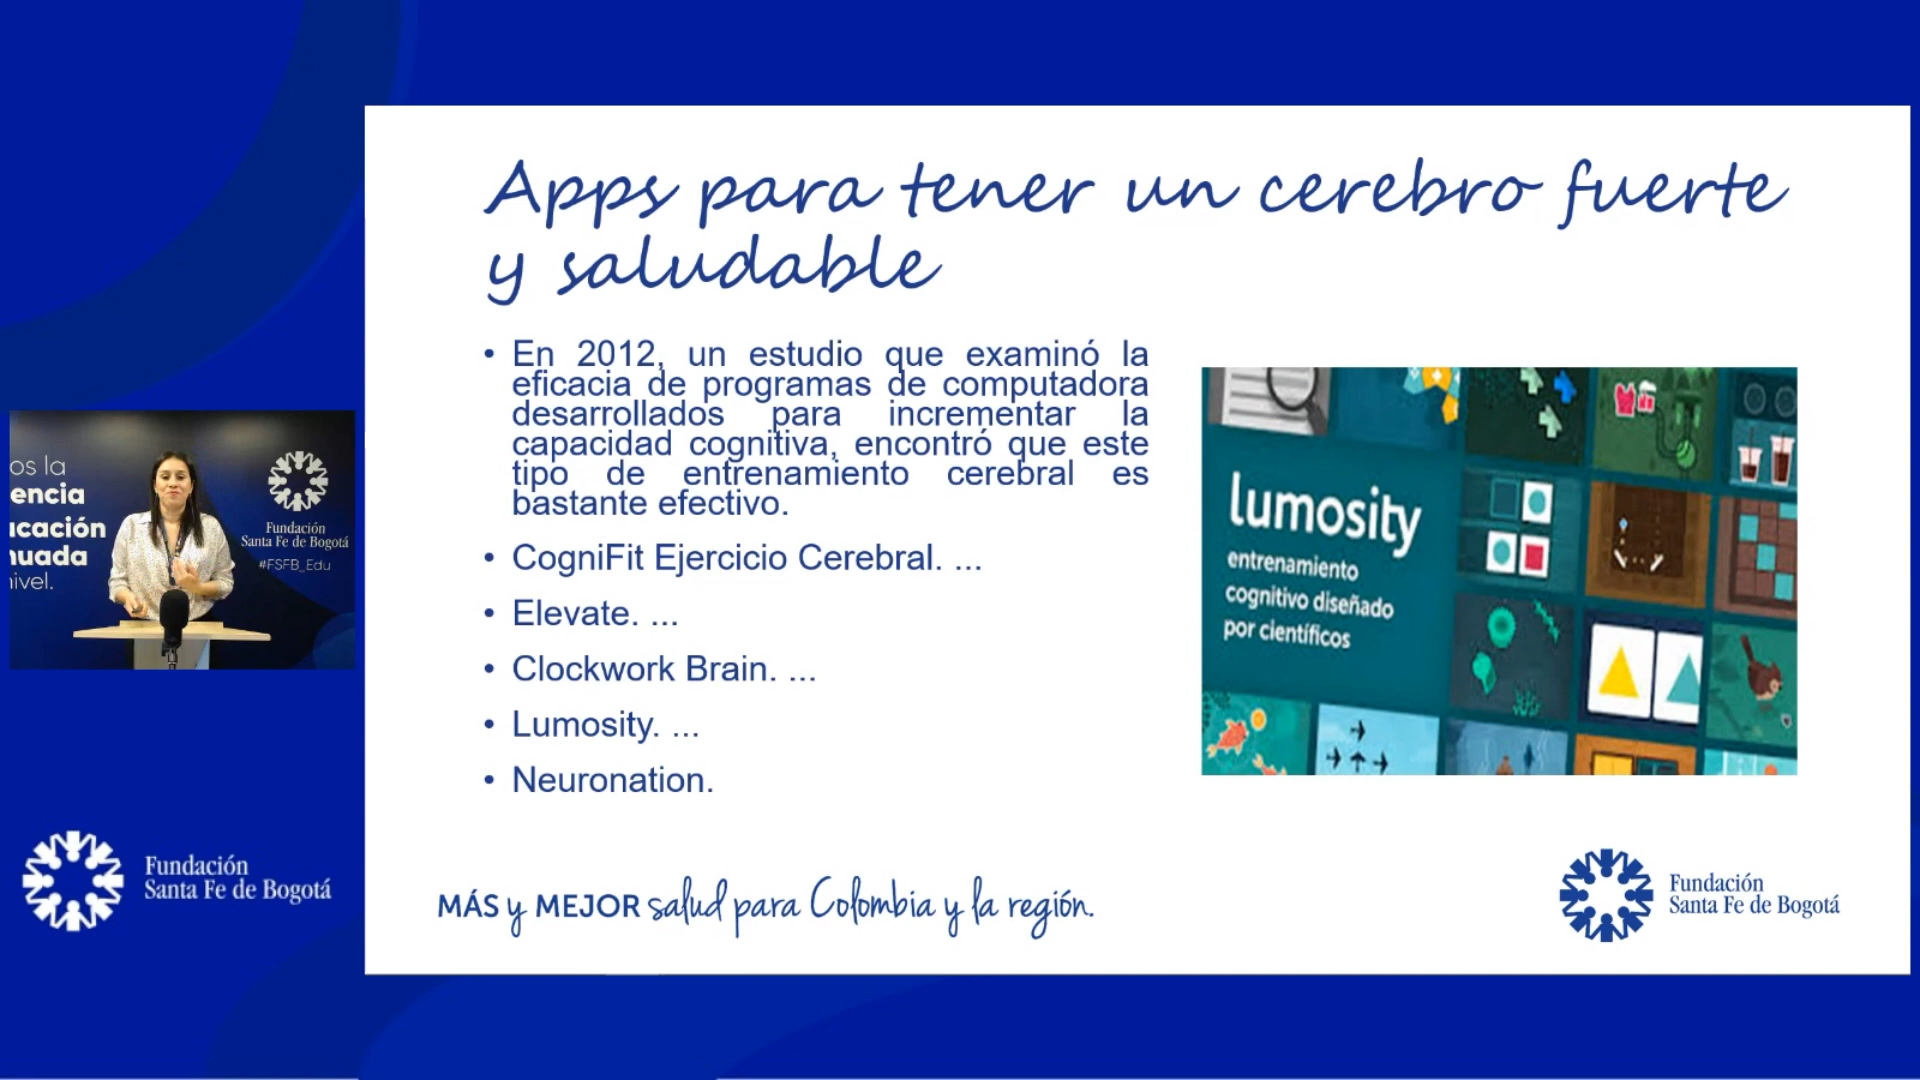 Apps para tener un cerebro fuerte
y saludable
• En 2012, un estudio que examinó la
eficacia de programas de computadora
desarrollados para incrementar la
capacidad cognitiva, encontró que este
tipo de entrenamiento cerebral es
bastante efectivo.
• CogniFit Ejercicio Cerebral. ...
• Elevate. ...
• Clockwork Brain. ...
• Lumosity. ...
• Neuronation.
lumosity
entrenamiento
cognitivo diseñado
por científicos
os la
encia
ucación
nuada
nivel.
Fundación
Santa Fe de Bogotá
#FSFB_Edu
Fundación
Santa Fe de Bogotá
MÁS y MEJOR salud para Colombia y la región.
Fundación
Santa Fe de Bogotá